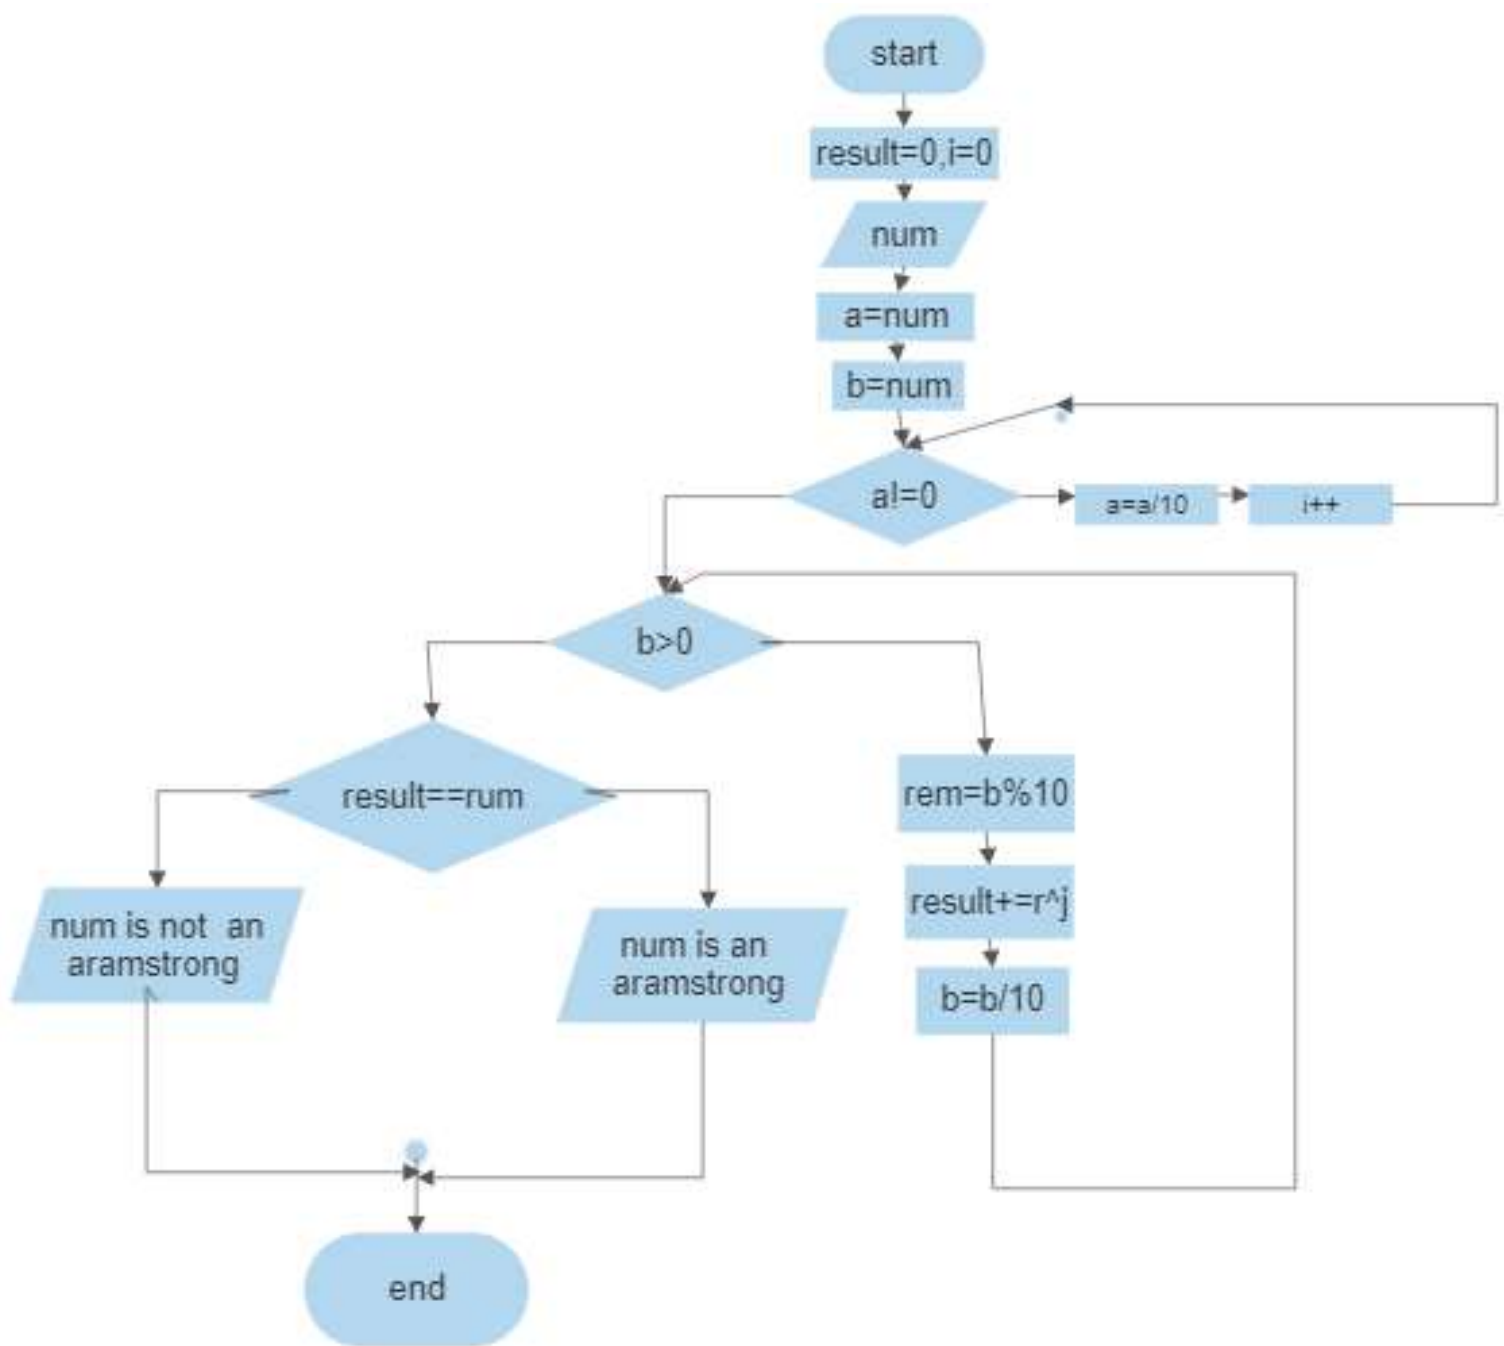 start
result=0,i=0
num
a=num
b=num
a!=0
a=a/10
i++
b>0
result==rum
rem=b%10
result+=r^j
b=b/10
num is not an
aramstrong
num is an
aramstrong
end